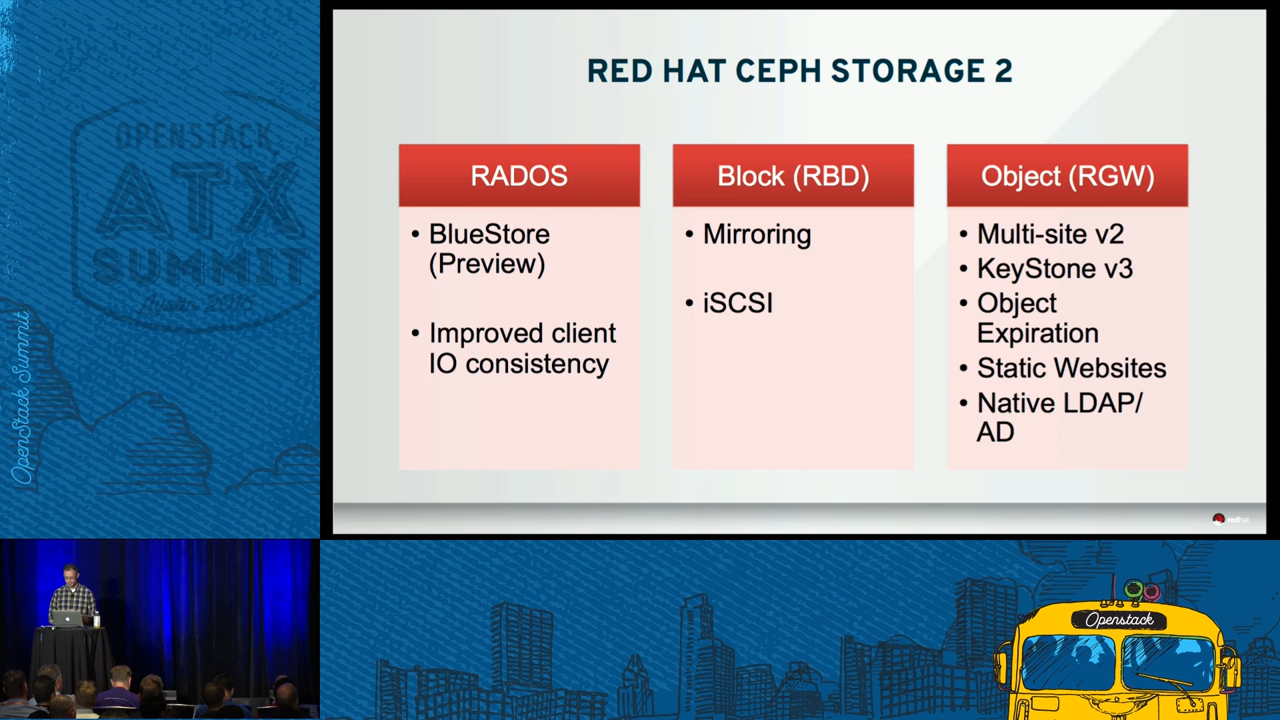 RED HAT CEPH STORAGE 2
RADOS
• BlueStore
(Preview)
• Improved client
IO consistency
Block (RBD)
• Mirroring
• iSCSI
Object (RGW)
• Multi-site v2
• KeyStone v3
• Object
Expiration
• Static Websites
• Native LDAP/
AD
redhat
OPENSTACK
ATX
SUMMIT
OpenStack Summit
Openstack